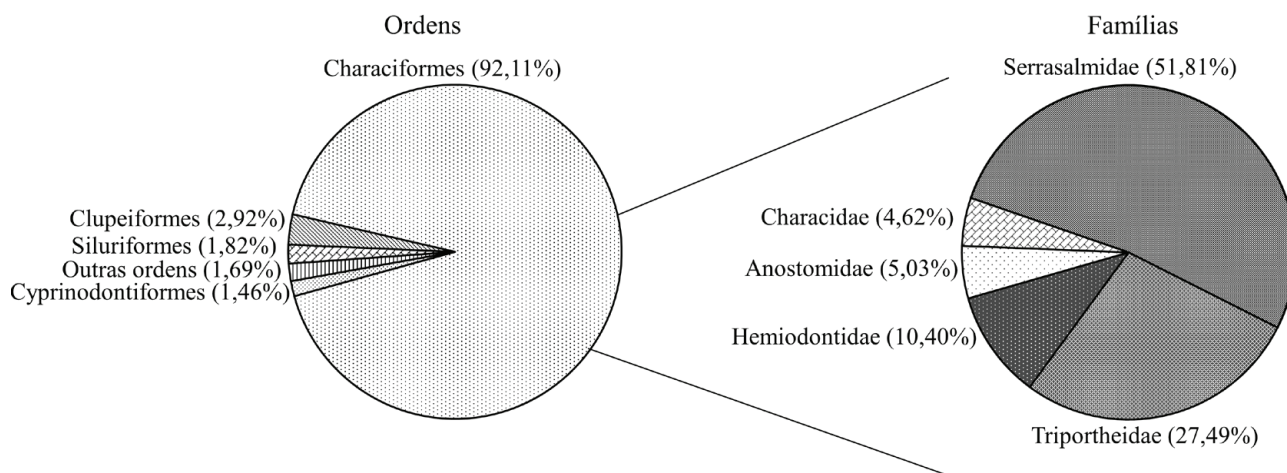 Ordens
Characiformes (92,11%)
Clupeiformes (2,92%)
Siluriformes (1,82%)
Outras ordens (1,69%)
Cyprinodontiformes (1,46%)
Famílias
Serrasalmidae (51,81%)
Characidae (4,62%)
Anostomidae (5,03%)
Hemiodontidae (10,40%)
Triportheidae (27,49%)